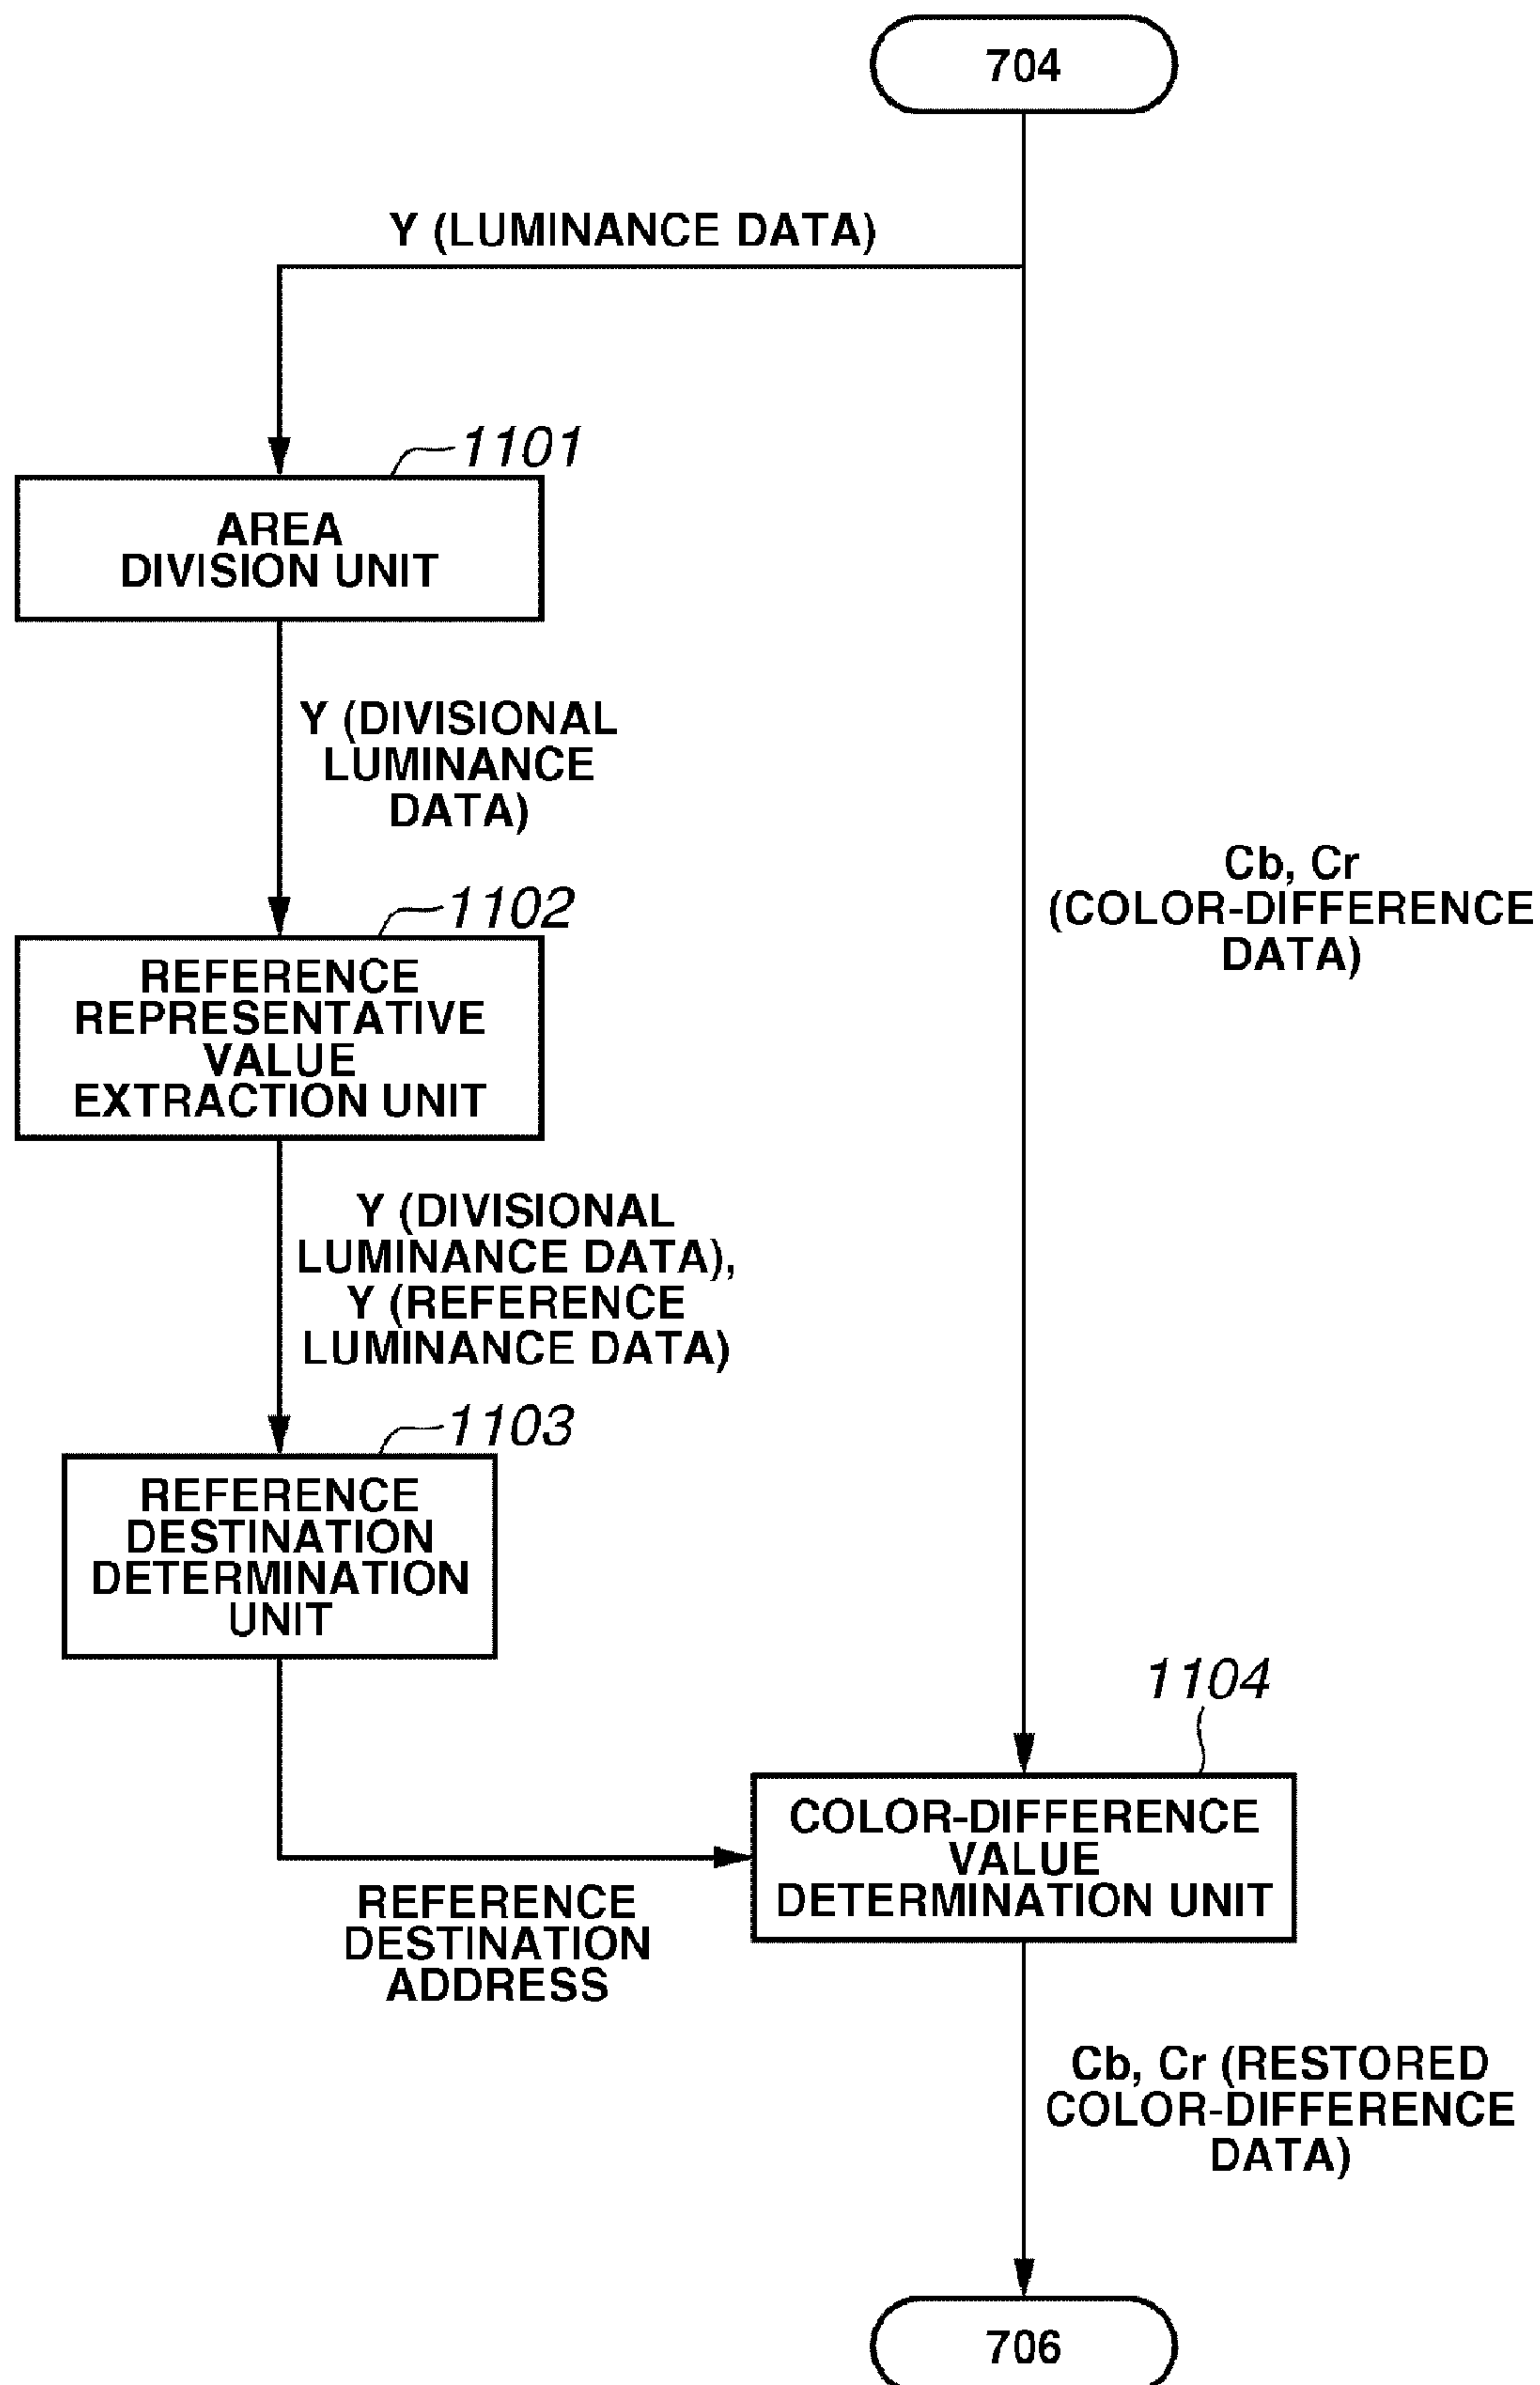 704
Y (LUMINANCE DATA)
1101
AREA
DIVISION UNIT
Y (DIVISIONAL
LUMINANCE
DATA)
Cb, Cr
(COLOR-DIFFERENCE
DATA)
1102
REFERENCE
REPRESENTATIVE
VALUE
EXTRACTION UNIT
Y (DIVISIONAL
LUMINANCE DATA),
Y (REFERENCE
LUMINANCE DATA)
1103
REFERENCE
DESTINATION
DETERMINATION
UNIT
1104
COLOR-DIFFERENCE
VALUE
DETERMINATION UNIT
REFERENCE
DESTINATION
ADDRESS
Cb, Cr (RESTORED
COLOR-DIFFERENCE
DATA)
706